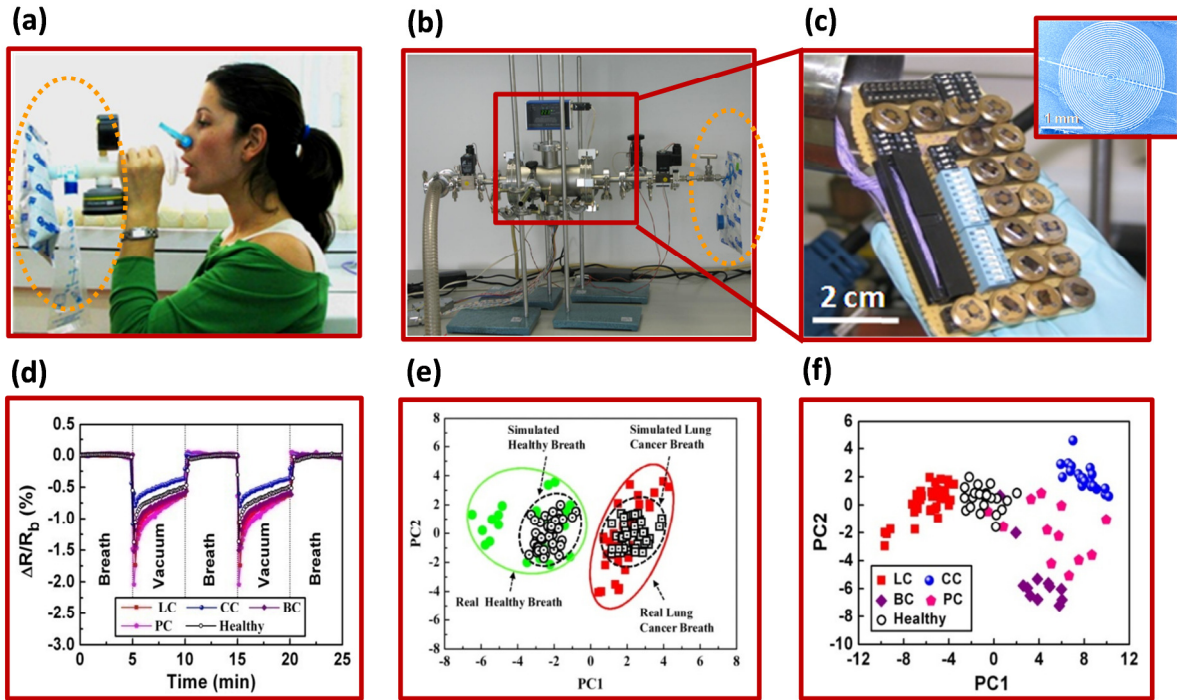 (a)
(b)
(c)
1 mm
2 cm
(d)
(e)
(f)
ΔR/R_b (%)
0.5
0.0
-0.5
-1.0
-1.5
-2.0
-2.5
-3.0
Breath
Vacuum
Breath
Vacuum
Breath
LC CC BC
PC Healthy
0 5 10 15 20 25
Time (min)
PC2
8
6
4
2
0
-2
-4
-6
-8
Simulated
Healthy Breath
Simulated Lung
Cancer Breath
Real Healthy Breath
Real Lung
Cancer Breath
-8 -6 -4 -2 0 2 4 6 8
PC1
PC2
6
4
2
0
-2
-4
-6
-8
-10
LC CC
BC PC
Healthy
-12 -8 -4 0 4 8 12
PC1